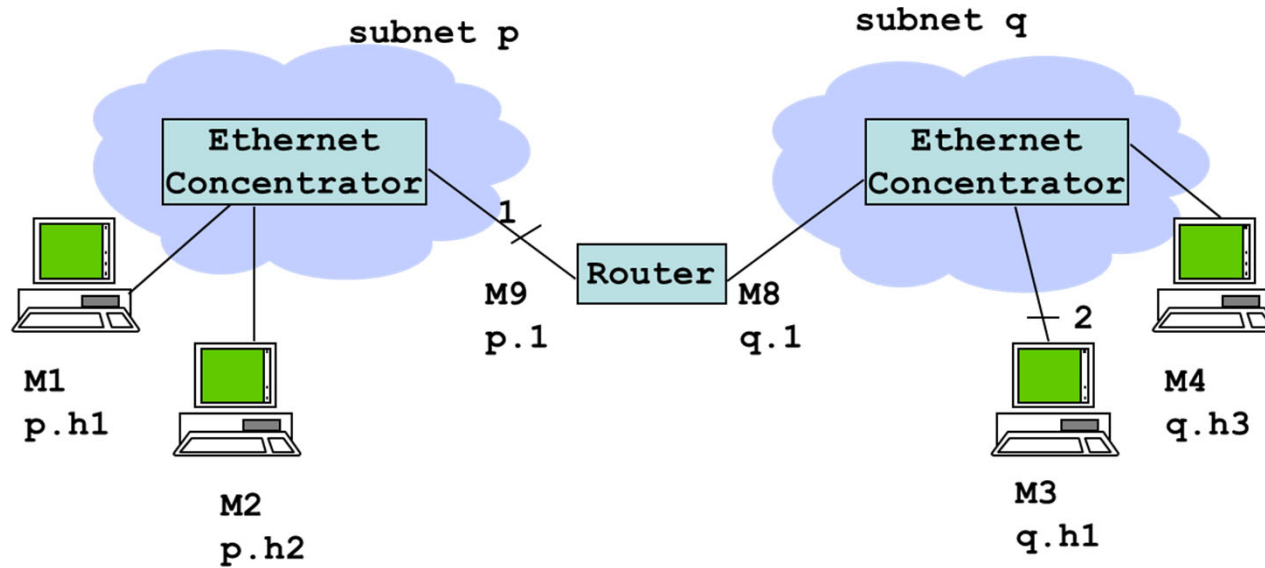 subnet p
subnet q
Ethernet
Concentrator
Ethernet
Concentrator
1
Router
M9
p.1
M8
q.1
2
M1
p.h1
M2
p.h2
M3
q.h1
M4
q.h3